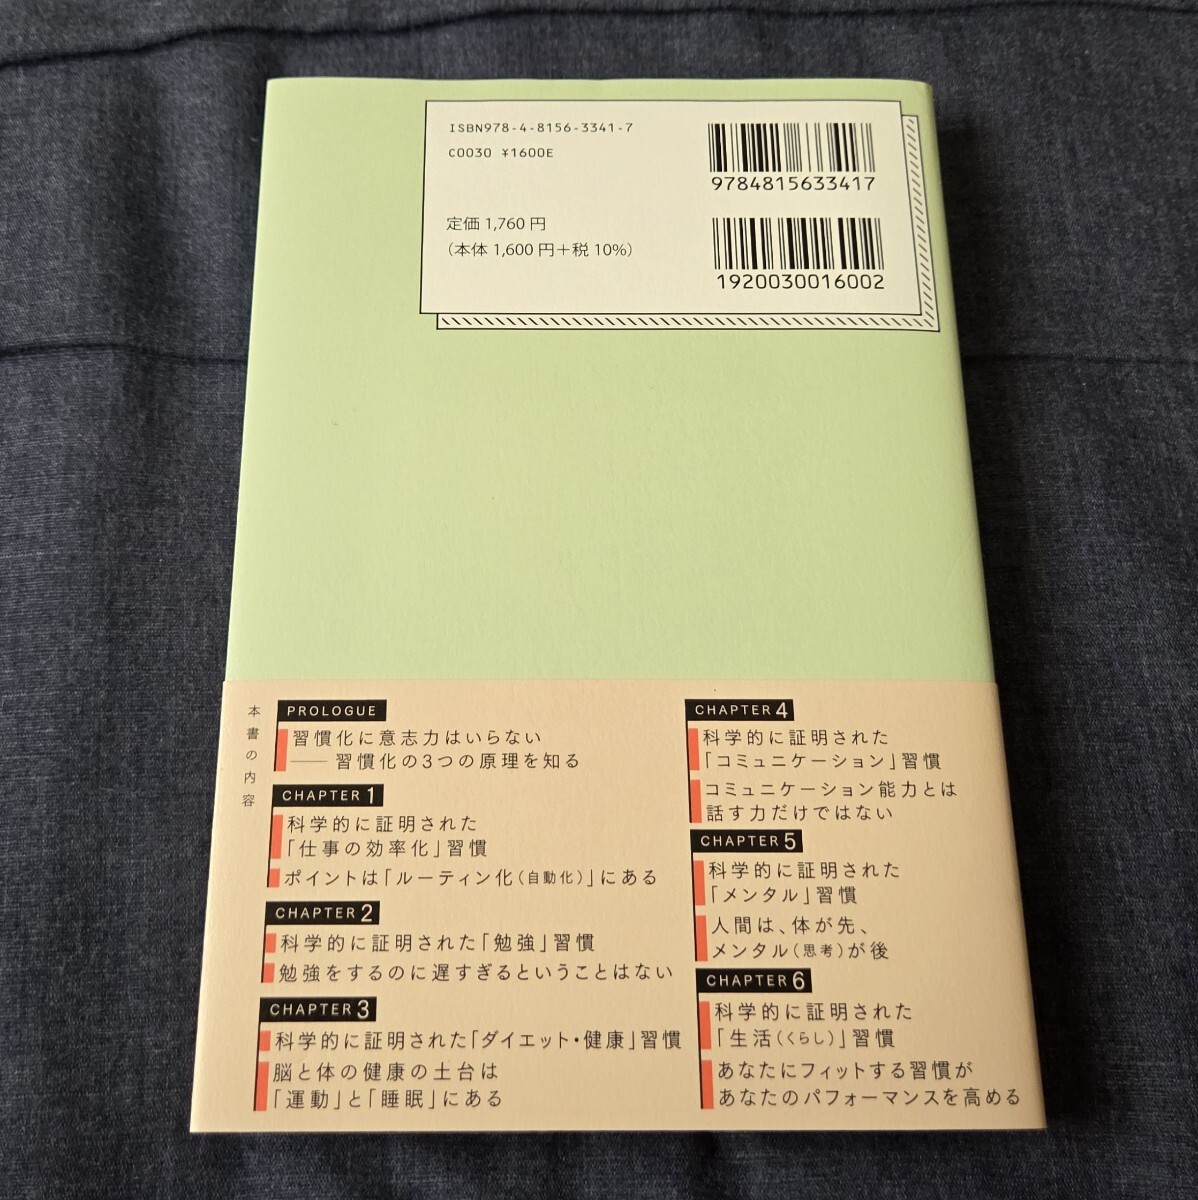 ISBN978-4-8156-3341-7
C0030 ¥1600E
定価 1,760 円
(本体 1,600 円+税 10%)
9784815633417
1920030016002
本書の内容
PROLOGUE
習慣化に意志力はいらない
── 習慣化の3つの原理を知る
CHAPTER 1
科学的に証明された
「仕事の効率化」習慣
ポイントは「ルーティン化(自動化)」にある
CHAPTER 2
科学的に証明された「勉強」習慣
勉強をするのに遅すぎるということはない
CHAPTER 3
科学的に証明された「ダイエット・健康」習慣
脳と体の健康の土台は
「運動」と「睡眠」にある
CHAPTER 4
科学的に証明された
「コミュニケーション」習慣
コミュニケーション能力とは
話す力だけではない
CHAPTER 5
科学的に証明された
「メンタル」習慣
人間は、体が先、
メンタル(思考)が後
CHAPTER 6
科学的に証明された
「生活(くらし)」習慣
あなたにフィットする習慣が
あなたのパフォーマンスを高める